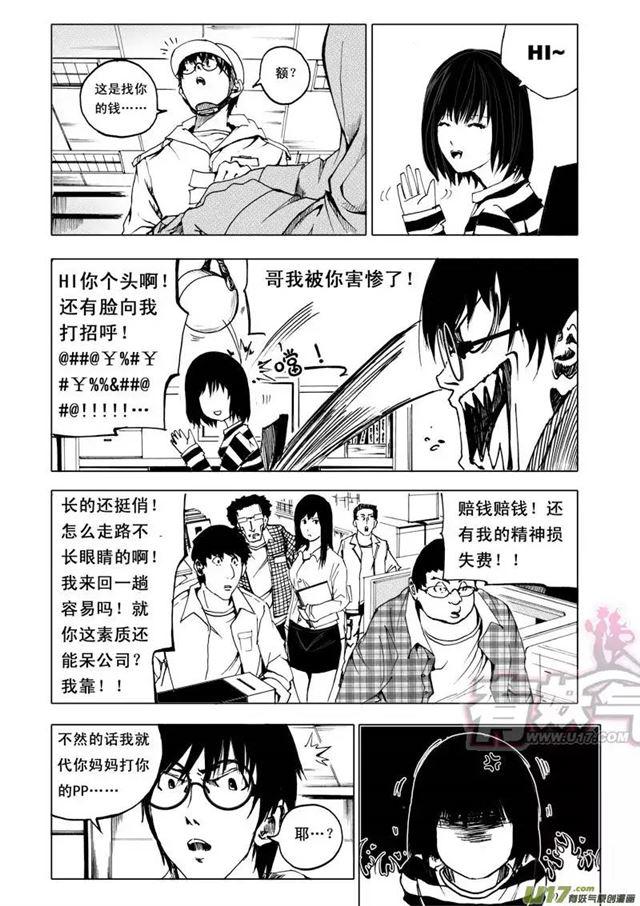 这是找你
的钱……
额?
HI~
HI你个头啊!
还有脸向我
打招呼!
@##@￥%#￥
#￥%%&##@
#@!!!!!…
哥我被你害惨了!
噹—!
长的还挺俏!
怎么走路不
长眼睛的啊!
我来回一趟
容易吗!就
你这素质还
能呆公司?
我靠!!
赔钱赔钱!还
有我的精神损
失费!!
有妖气
WWW.U17.COM
不然的话我就
代你妈妈打你
的PP……
耶…?
U17.com
有妖气原创漫画